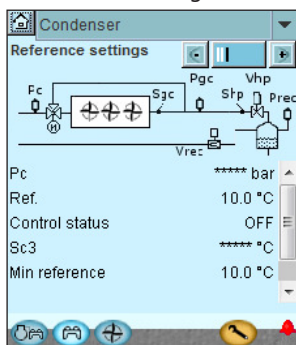 Condenser
Reference settings
Pc
Sgc
Pgc
Shp
Vhp
Prec
M
Vrec
Pc ***** bar
Ref. 10.0 °C
Control status OFF
Sc3 ***** °C
Min reference 10.0 °C